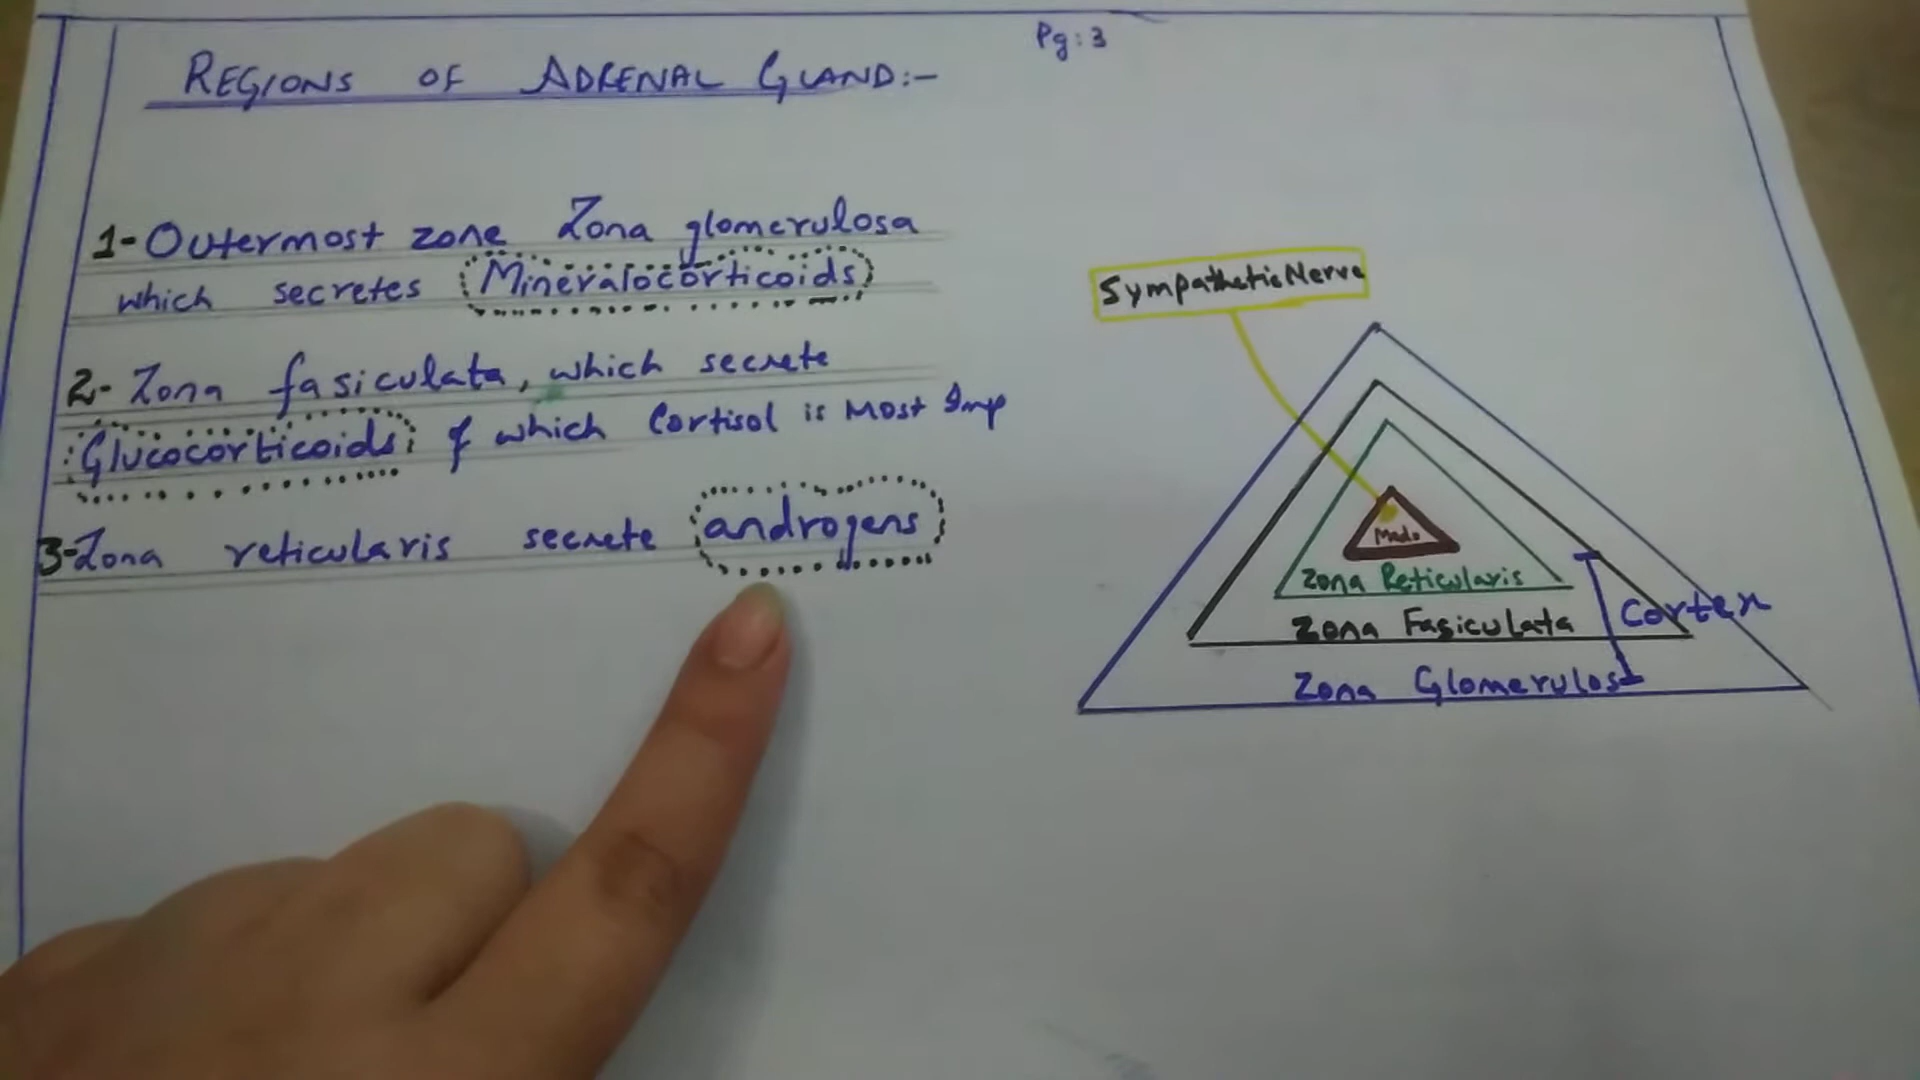 Pg:3
REGIONS OF ADRENAL GLAND:-
1-Outermost zone Zona glomerulosa
which secretes Mineralocorticoids
2-Zona fasiculata, which secrete
Glucocorticoids of which Cortisol is Most Imp
3-Zona reticularis secrete androgens
Sympathetic Nerve
Zona Reticularis
Zona Fasiculata
Cortex
Zona Glomerulosa